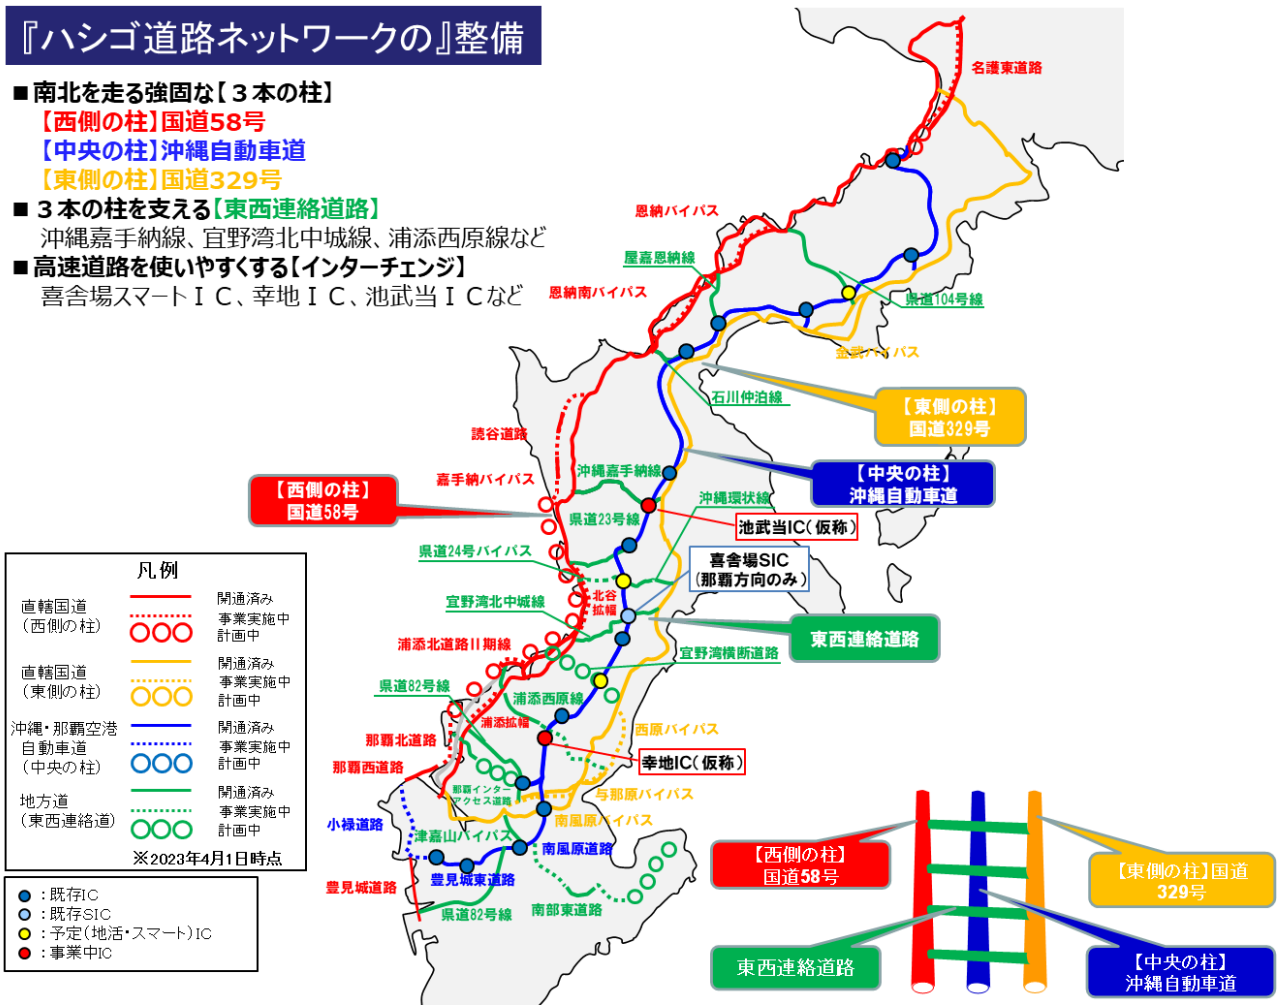 『ハシゴ道路ネットワークの』整備
■南北を走る強固な【３本の柱】
【西側の柱】国道58号
【中央の柱】沖縄自動車道
【東側の柱】国道329号
■３本の柱を支える【東西連絡道路】
沖縄嘉手納線、宜野湾北中城線、浦添西原線など
■高速道路を使いやすくする【インターチェンジ】
喜舎場スマートＩＣ、幸地ＩＣ、池武当ＩＣなど
名護東道路
恩納バイパス
屋嘉恩納線
恩納南バイパス
県道104号線
金武バイパス
石川仲泊線
【東側の柱】
国道329号
読谷道路
嘉手納バイパス
沖縄嘉手納線
【中央の柱】
沖縄自動車道
【西側の柱】
国道58号
沖縄環状線
県道23号線
池武当IC(仮称)
県道24号バイパス
喜舎場SIC
(那覇方向のみ)
北谷
拡幅
宜野湾北中城線
東西連絡道路
浦添北道路Ⅱ期線
宜野湾横断道路
県道82号線
浦添西原線
浦添拡幅
西原バイパス
那覇北道路
那覇西道路
幸地IC(仮称)
那覇インター
アクセス道路
与那原バイパス
小禄道路
南風原バイパス
津嘉山バイパス
南風原道路
豊見城道路
豊見城東道路
県道82号線
南部東道路
凡例
直轄国道
(西側の柱)
開通済み
事業実施中
計画中
直轄国道
(東側の柱)
開通済み
事業実施中
計画中
沖縄・那覇空港
自動車道
(中央の柱)
開通済み
事業実施中
計画中
地方道
(東西連絡道)
開通済み
事業実施中
計画中
※2023年4月1日時点
：既存IC
：既存SIC
：予定(地活・スマート)IC
：事業中IC
【西側の柱】
国道58号
【東側の柱】国道
329号
東西連絡道路
【中央の柱】
沖縄自動車道